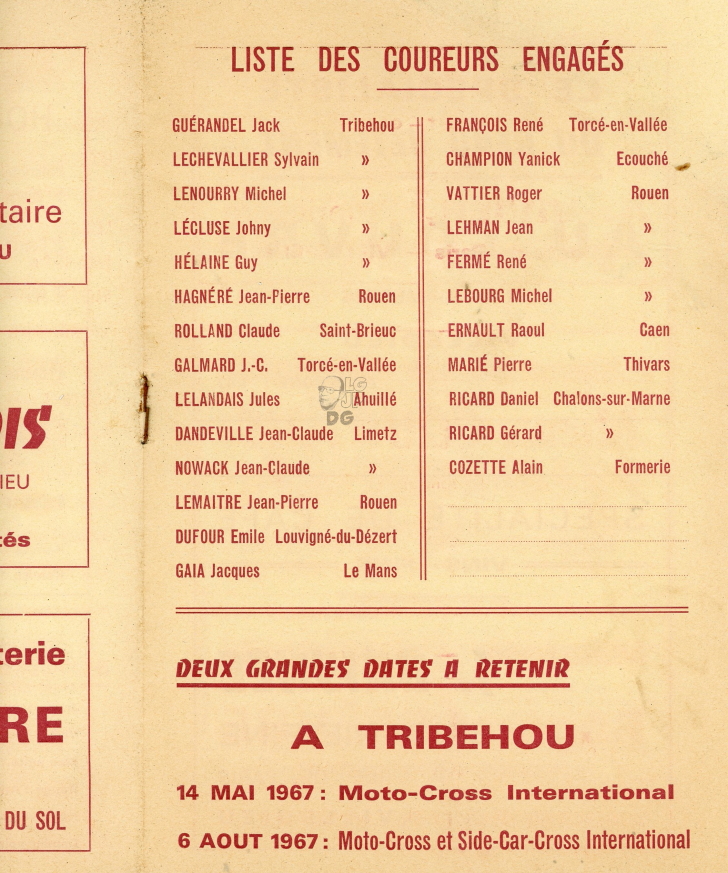 taire
U
OIS
IEU
tés
terie
RE
DU SOL
LISTE DES COUREURS ENGAGÉS
GUÉRANDEL Jack Tribehou
LECHEVALLIER Sylvain »
LENOURRY Michel »
LÉCLUSE Johny »
HÉLAINE Guy »
HAGNÉRÉ Jean-Pierre Rouen
ROLLAND Claude Saint-Brieuc
GALMARD J.-C. Torcé-en-Vallée
LELANDAIS Jules Ahuillé
DANDEVILLE Jean-Claude Limetz
NOWACK Jean-Claude »
LEMAITRE Jean-Pierre Rouen
DUFOUR Emile Louvigné-du-Dézert
GAIA Jacques Le Mans
FRANÇOIS René Torcé-en-Vallée
CHAMPION Yanick Ecouché
VATTIER Roger Rouen
LEHMAN Jean »
FERMÉ René »
LEBOURG Michel »
ERNAULT Raoul Caen
MARIÉ Pierre Thivars
RICARD Daniel Chalons-sur-Marne
RICARD Gérard »
COZETTE Alain Formerie
DEUX GRANDES DATES A RETENIR
A TRIBEHOU
14 MAI 1967 : Moto-Cross International
6 AOUT 1967 : Moto-Cross et Side-Car-Cross International